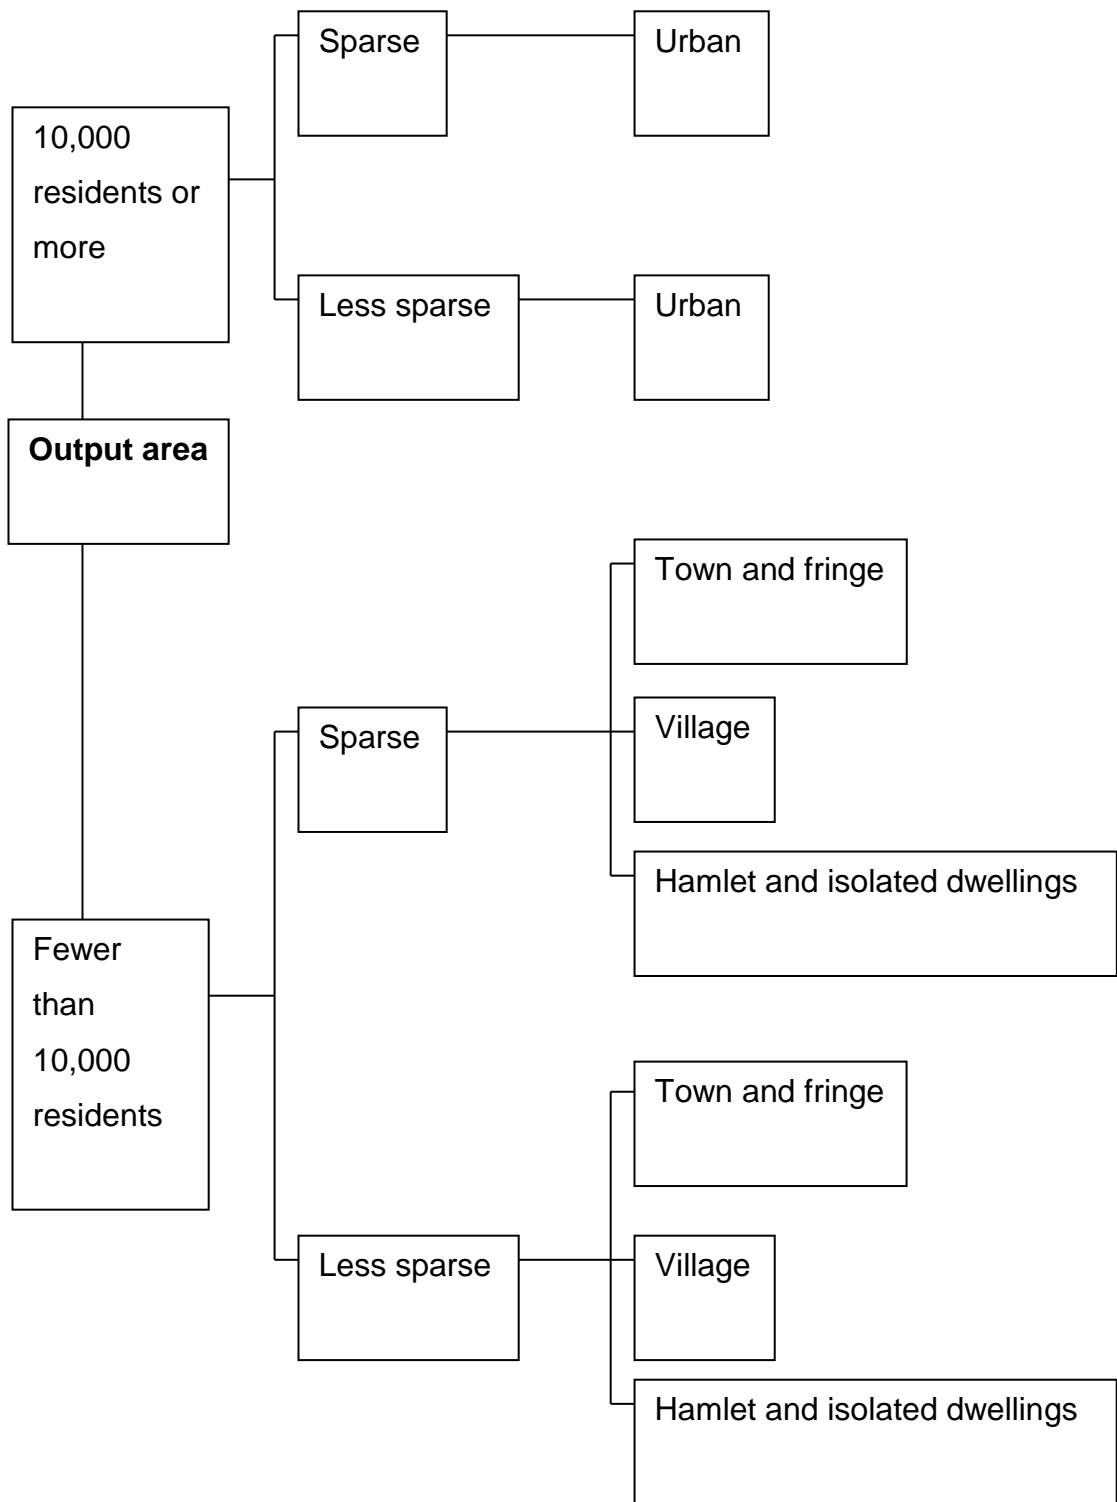 Sparse
Urban
10,000
residents or
more
Less sparse
Urban
Output area
Town and fringe
Sparse
Village
Hamlet and isolated dwellings
Fewer
than
10,000
residents
Town and fringe
Less sparse
Village
Hamlet and isolated dwellings